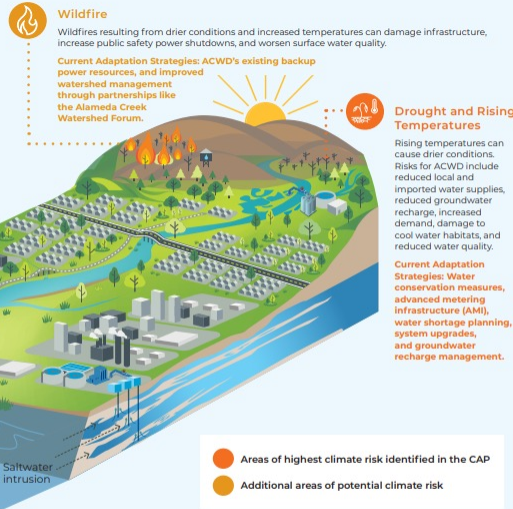 Wildfire
Wildfires resulting from drier conditions and increased temperatures can damage infrastructure,
increase public safety power shutdowns, and worsen surface water quality.
Current Adaptation Strategies: ACWD's existing backup
power resources, and improved
watershed management
through partnerships like
the Alameda Creek
Watershed Forum.
Drought and Rising
Temperatures
Rising temperatures can
cause drier conditions.
Risks for ACWD include
reduced local and
imported water supplies,
reduced groundwater
recharge, increased
demand, damage to
cool water habitats, and
reduced water quality.
Current Adaptation
Strategies: Water
conservation measures,
advanced metering
infrastructure (AMI),
water shortage planning,
system upgrades,
and groundwater
recharge management.
Saltwater
intrusion
Areas of highest climate risk identified in the CAP
Additional areas of potential climate risk